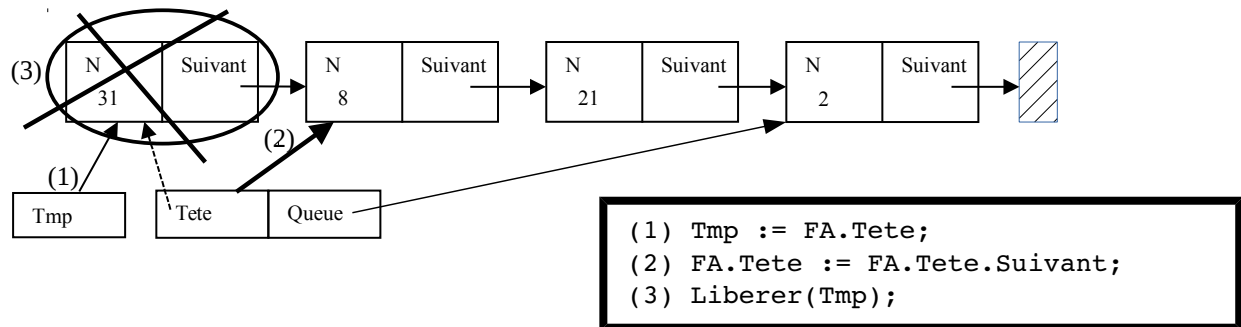 (3)
N Suivant
31
N Suivant
8
N Suivant
21
N Suivant
2
(2)
(1)
Tmp
Tete Queue
(1) Tmp := FA.Tete;
(2) FA.Tete := FA.Tete.Suivant;
(3) Liberer(Tmp);